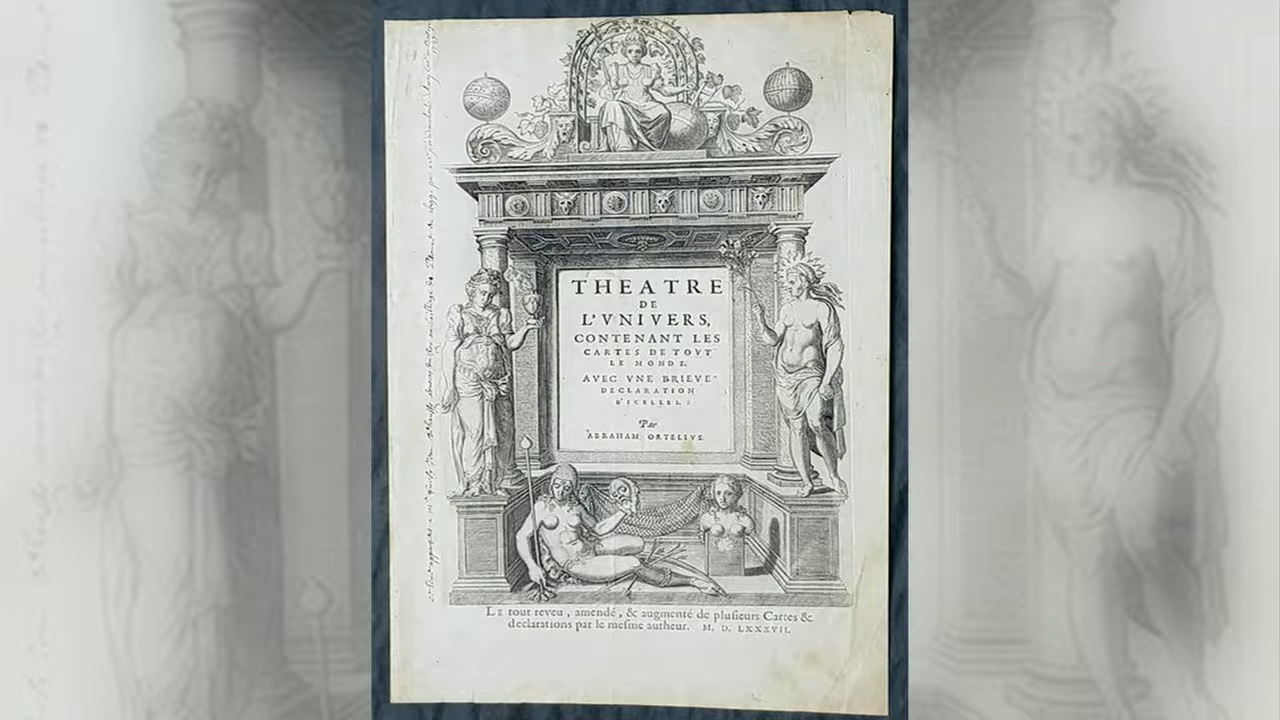 THEATRE
DE
L'VNIVERS,
CONTENANT LES
CARTES DE TOVT
LE MONDE.
AVEC VNE BRIEVE
DECLARATION
D'ICELLES
Par
ABRAHAM ORTELIVS.
LE tout reveu, amendé, & augmenté de plusieurs Cartes &
declarations par le mesme autheur. M. D. LXXXVII.